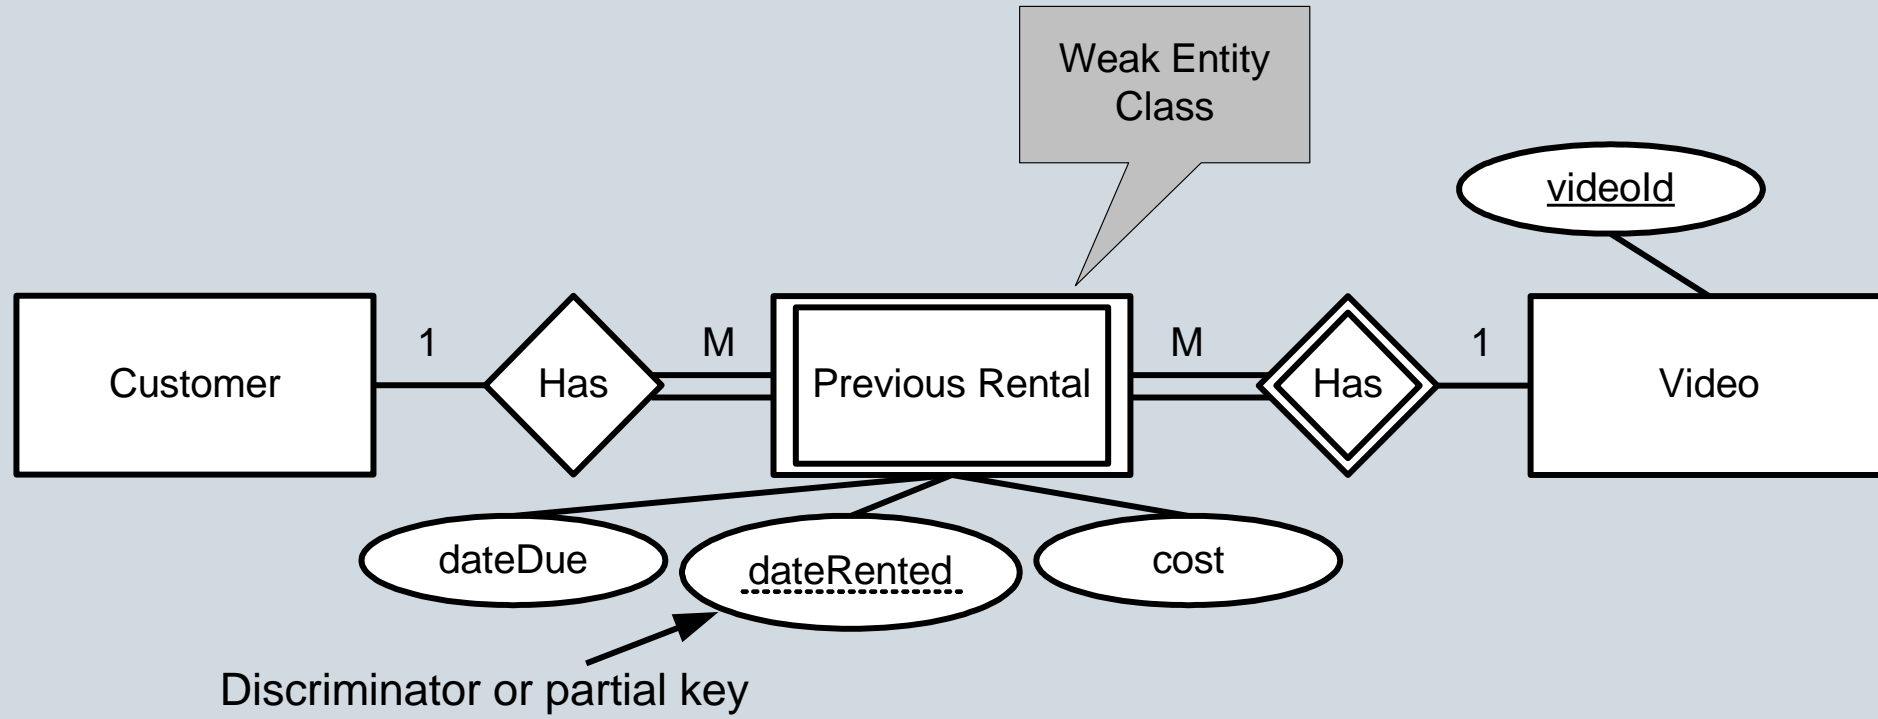 Weak Entity
Class
videoId
1
M
M
1
Customer
Has
Previous Rental
Has
Video
dateDue
dateRented
cost
Discriminator or partial key